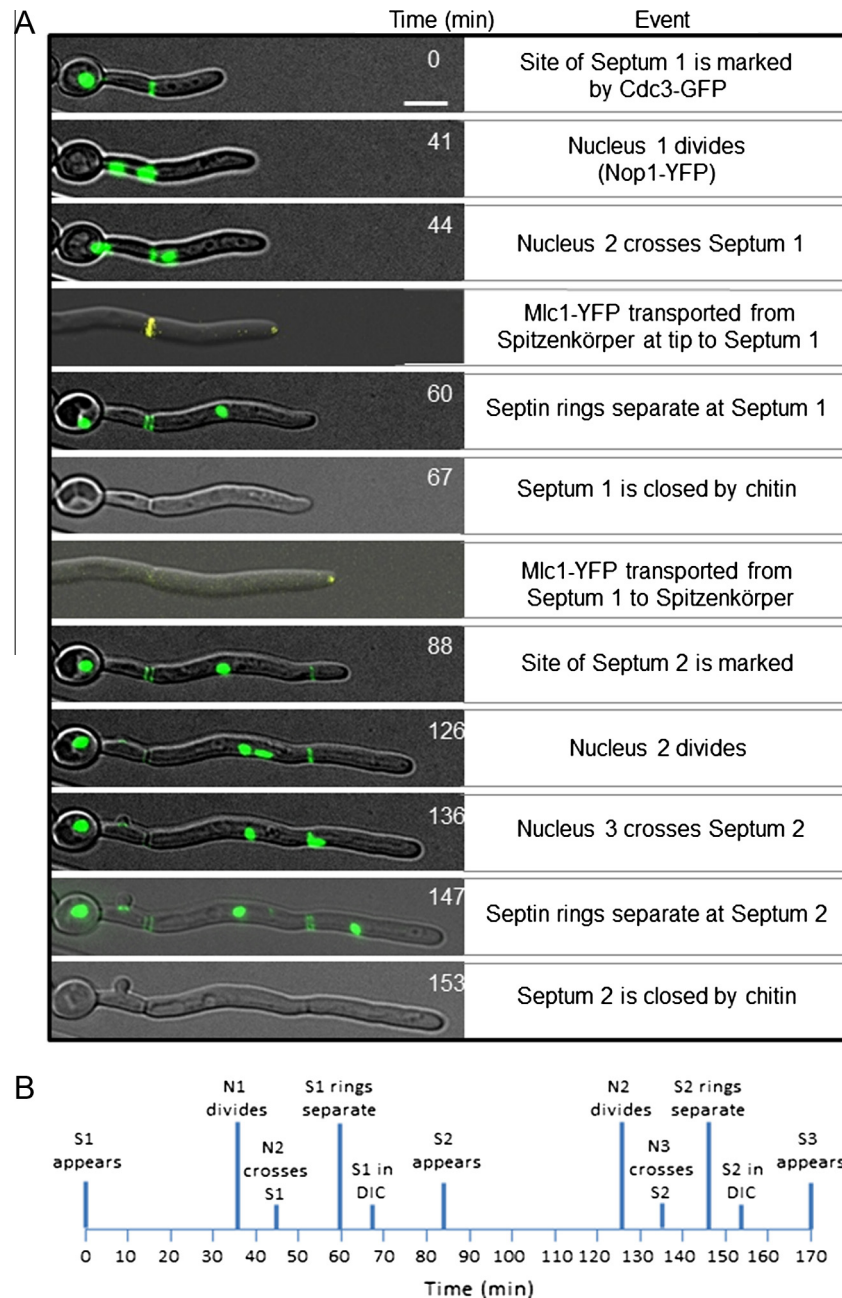 A
Time (min) Event
0
Site of Septum 1 is marked
by Cdc3-GFP
41
Nucleus 1 divides
(Nop1-YFP)
44
Nucleus 2 crosses Septum 1
Mlc1-YFP transported from
Spitzenkörper at tip to Septum 1
60
Septin rings separate at Septum 1
67
Septum 1 is closed by chitin
Mlc1-YFP transported from
Septum 1 to Spitzenkörper
88
Site of Septum 2 is marked
126
Nucleus 2 divides
136
Nucleus 3 crosses Septum 2
147
Septin rings separate at Septum 2
153
Septum 2 is closed by chitin
B
S1
appears
N1
divides
N2
crosses
S1
S1 rings
separate
S1 in
DIC
S2
appears
N2
divides
N3
crosses
S2
S2 rings
separate
S2 in
DIC
S3
appears
0 10 20 30 40 50 60 70 80 90 100 110 120 130 140 150 160 170
Time (min)